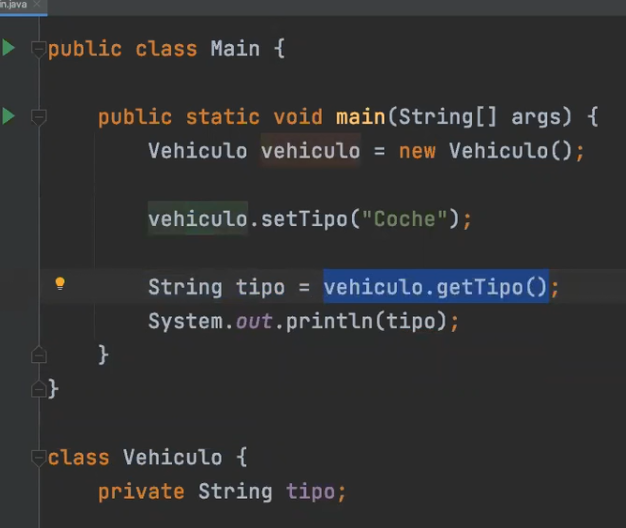 in.java
public class Main {
public static void main(String[] args) {
Vehiculo vehiculo = new Vehiculo();
vehiculo.setTipo("Coche");
String tipo = vehiculo.getTipo();
System.out.println(tipo);
}
}
class Vehiculo {
private String tipo;